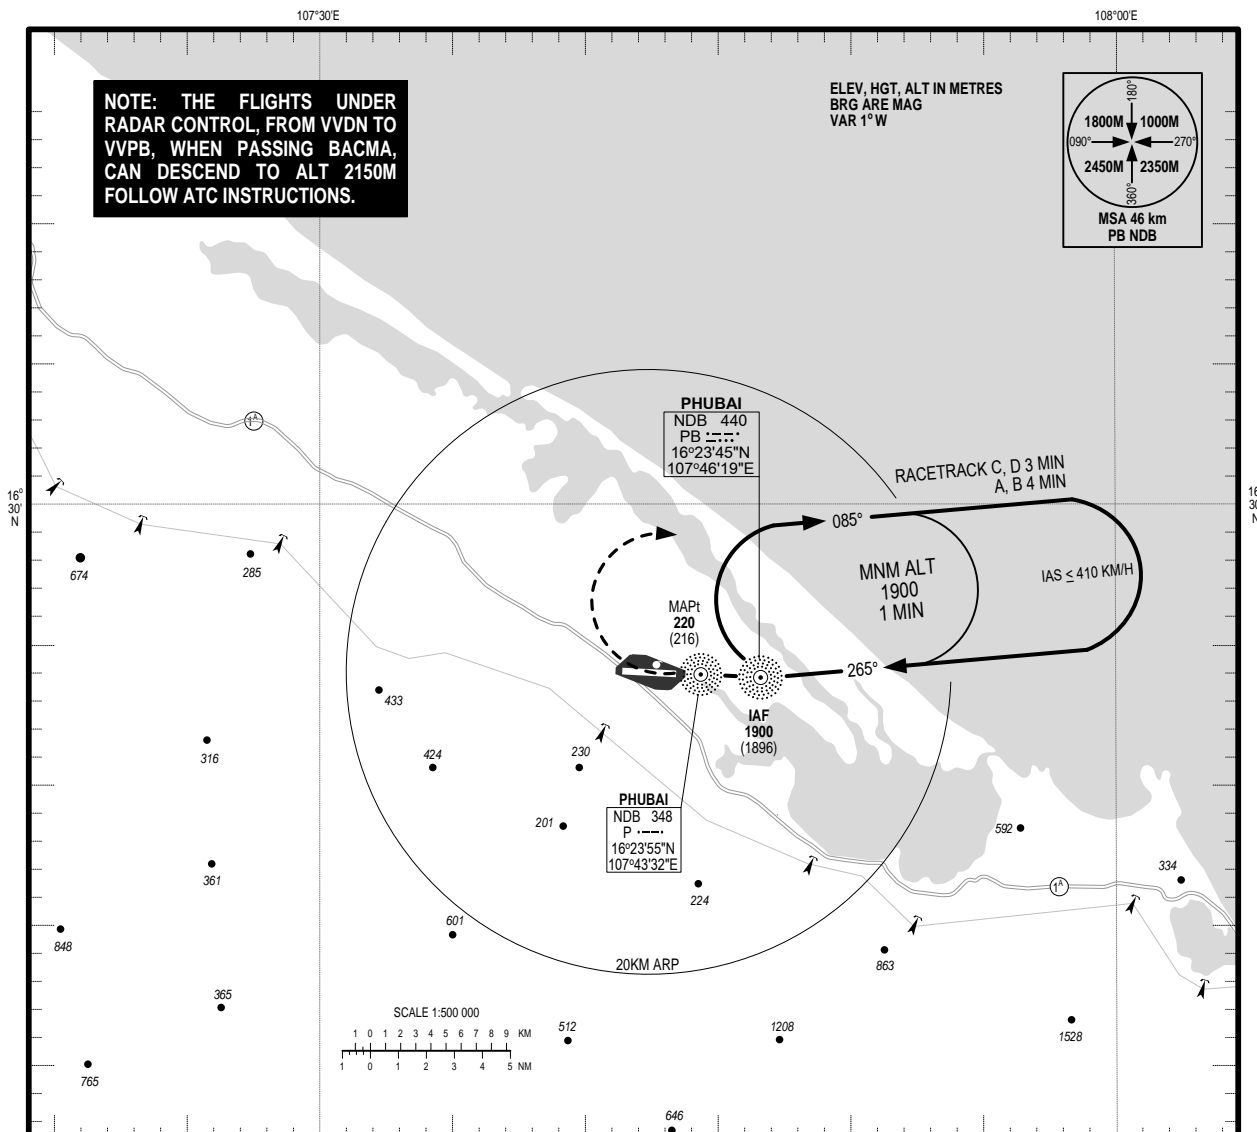 107°30'E
108°00'E
NOTE: THE FLIGHTS UNDER
RADAR CONTROL, FROM VVDN TO
VVPB, WHEN PASSING BACMA,
CAN DESCEND TO ALT 2150M
FOLLOW ATC INSTRUCTIONS.
ELEV, HGT, ALT IN METRES
BRG ARE MAG
VAR 1° W
180°
1800M 1000M
090° 270°
2450M 2350M
360°
MSA 46 km
PB NDB
PHUBAI
NDB 440
PB
16°23'45"N
107°46'19"E
1A
RACETRACK C, D 3 MIN
A, B 4 MIN
16°
30'
N
16
30
N
085°
MNM ALT
1900
1 MIN
IAS ≤ 410 KM/H
674
285
MAPt
220
(216)
265°
IAF
1900
(1896)
433
316
424
230
PHUBAI
NDB 348
P
16°23'55"N
107°43'32"E
201
592
361
334
224
1A
601
848
863
20KM ARP
365
SCALE 1:500 000
1 0 1 2 3 4 5 6 7 8 9 KM
1 0 1 2 3 4 5 NM
512
1208
1528
765
646